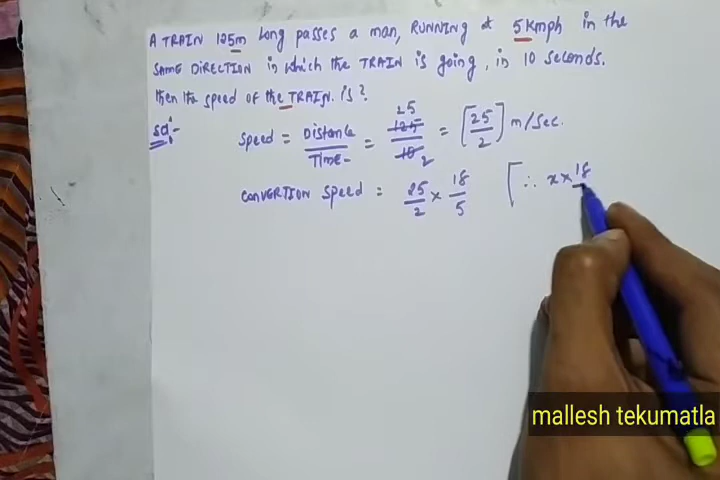 A TRAIN 125m long passes a man, RUNNING at 5kmph in the
SAME DIRECTION in which the TRAIN is going, in 10 seconds.
then the speed of the TRAIN. is?
Sol:- Speed = Distance / Time = 125 / 10 25 2 = [25/2] m/sec.
CONVERTION speed = 25/2 × 18/5 [∴ x × 18
mallesh tekumatla